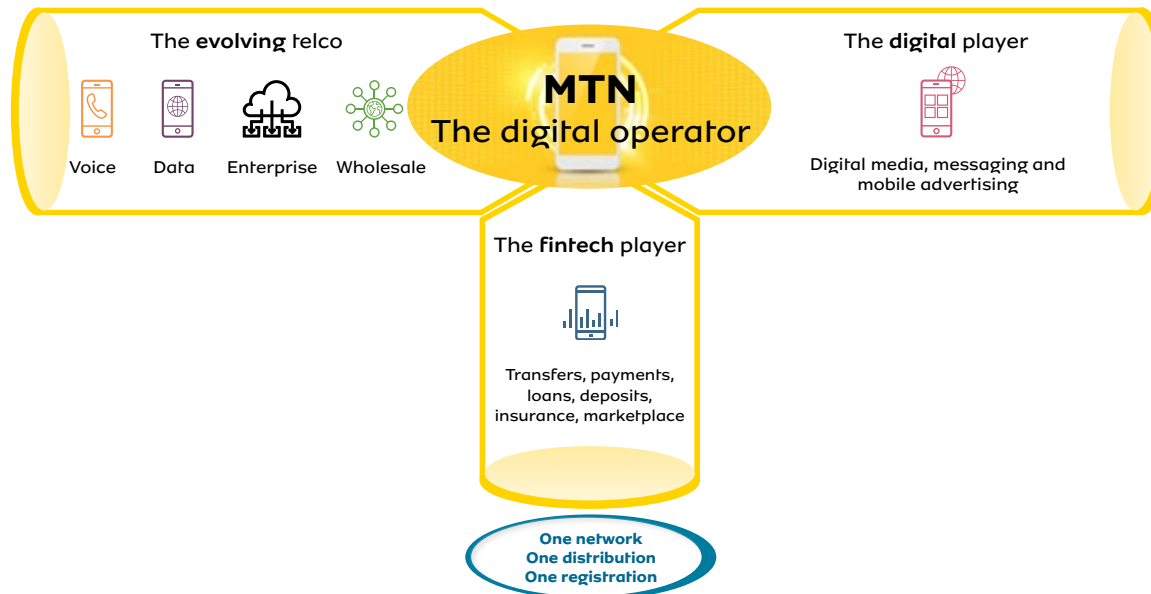 The evolving telco
Voice
Data
Enterprise
Wholesale
MTN
The digital operator
The digital player
Digital media, messaging and
mobile advertising
The fintech player
Transfers, payments,
loans, deposits,
insurance, marketplace
One network
One distribution
One registration